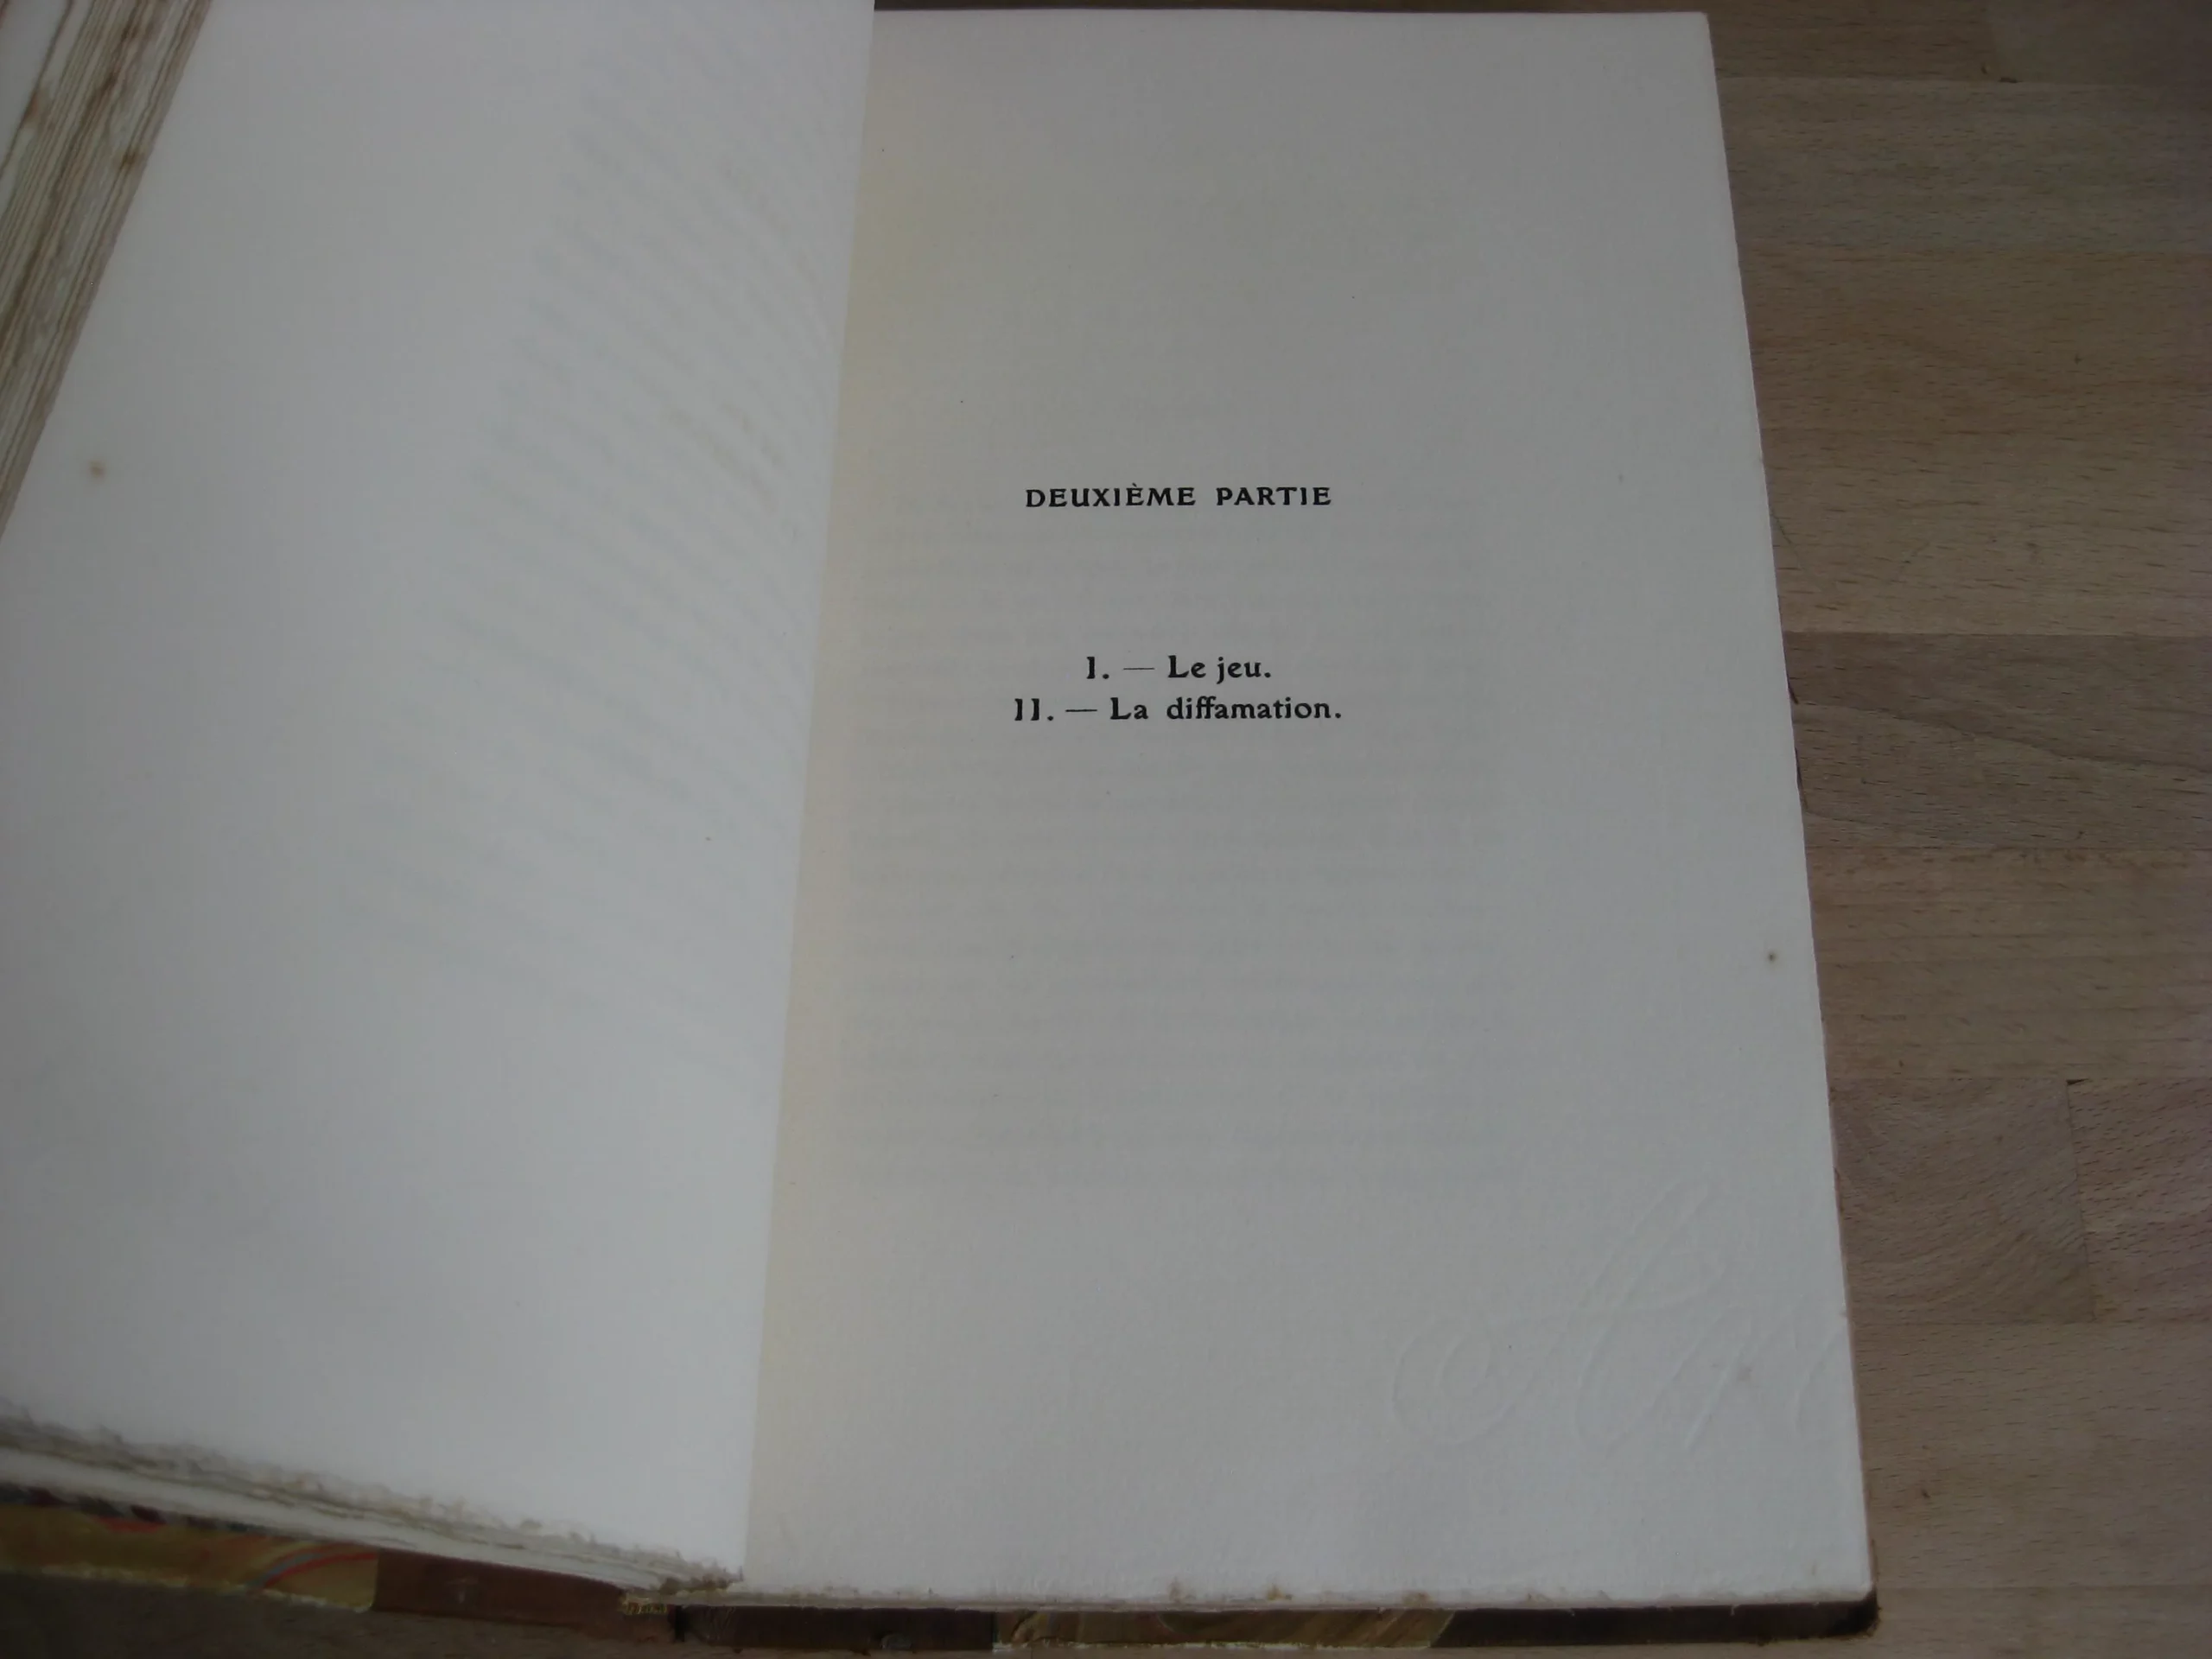 DEUXIÈME PARTIE
I. — Le jeu.
II. — La diffamation.